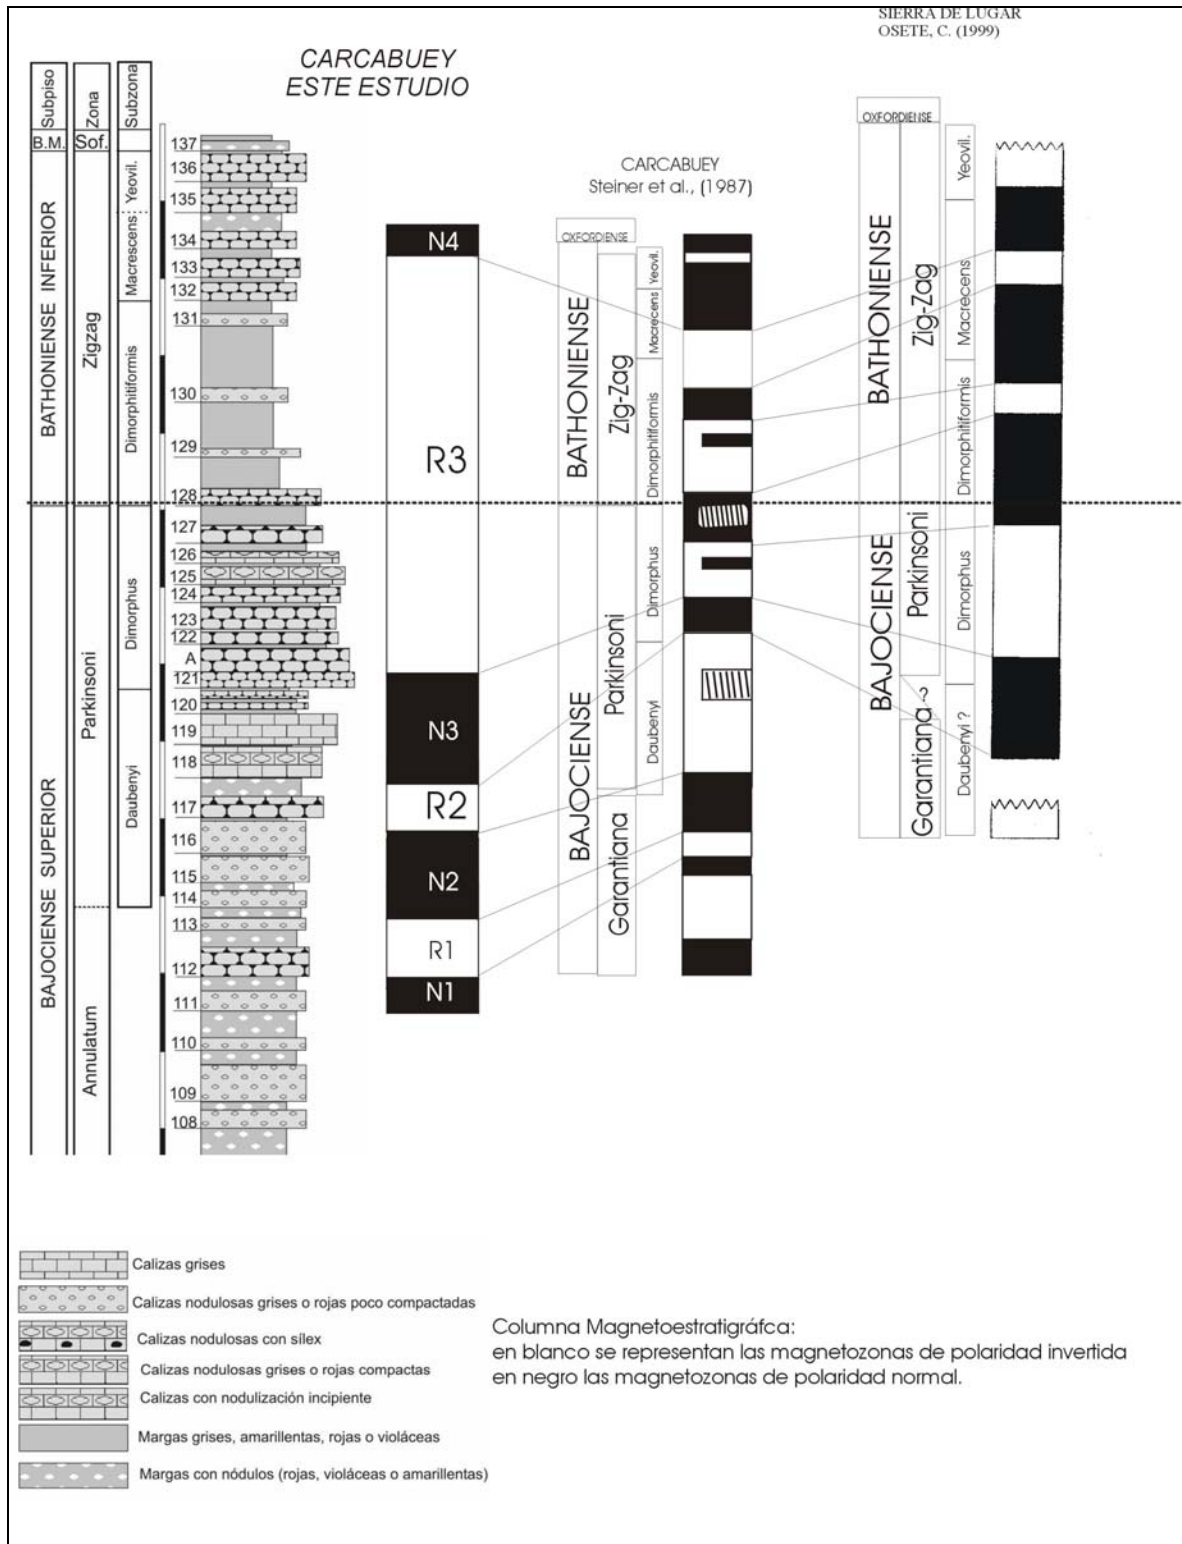 SIERRA DE LUGAR
OSETE, C. (1999)
CARCABUEY
ESTE ESTUDIO
Subpiso
Zona
Subzona
B.M.
Sof.
BATHONIENSE INFERIOR
BAJOCIENSE SUPERIOR
Zigzag
Parkinsoni
Annulatum
Yeovil.
Macrescens
Dimorphitiformis
Dimorphus
Daubenyi
137
136
135
134
133
132
131
130
129
128
127
126
125
124
123
122
A
121
120
119
118
117
116
115
114
113
112
111
110
109
108
N4
R3
N3
R2
N2
R1
N1
CARCABUEY
Steiner et al., (1987)
OXFORDIENSE
BATHONIENSE
BAJOCIENSE
Zig-Zag
Parkinsoni
Garantiana
Yeovil.
Macrecens
Dimorphitiformis
Dimorphus
Daubenyi
OXFORDIENSE
BATHONIENSE
BAJOCIENSE
Zig-Zag
Parkinsoni
Garantiana ?
Yeovil.
Macrecens
Dimorphitiformis
Dimorphus
Daubenyi ?
Calizas grises
Calizas nodulosas grises o rojas poco compactadas
Calizas nodulosas con sílex
Calizas nodulosas grises o rojas compactas
Calizas con nodulización incipiente
Margas grises, amarillentas, rojas o violáceas
Margas con nódulos (rojas, violáceas o amarillentas)
Columna Magnetoestratigráfca:
en blanco se representan las magnetozonas de polaridad invertida
en negro las magnetozonas de polaridad normal.